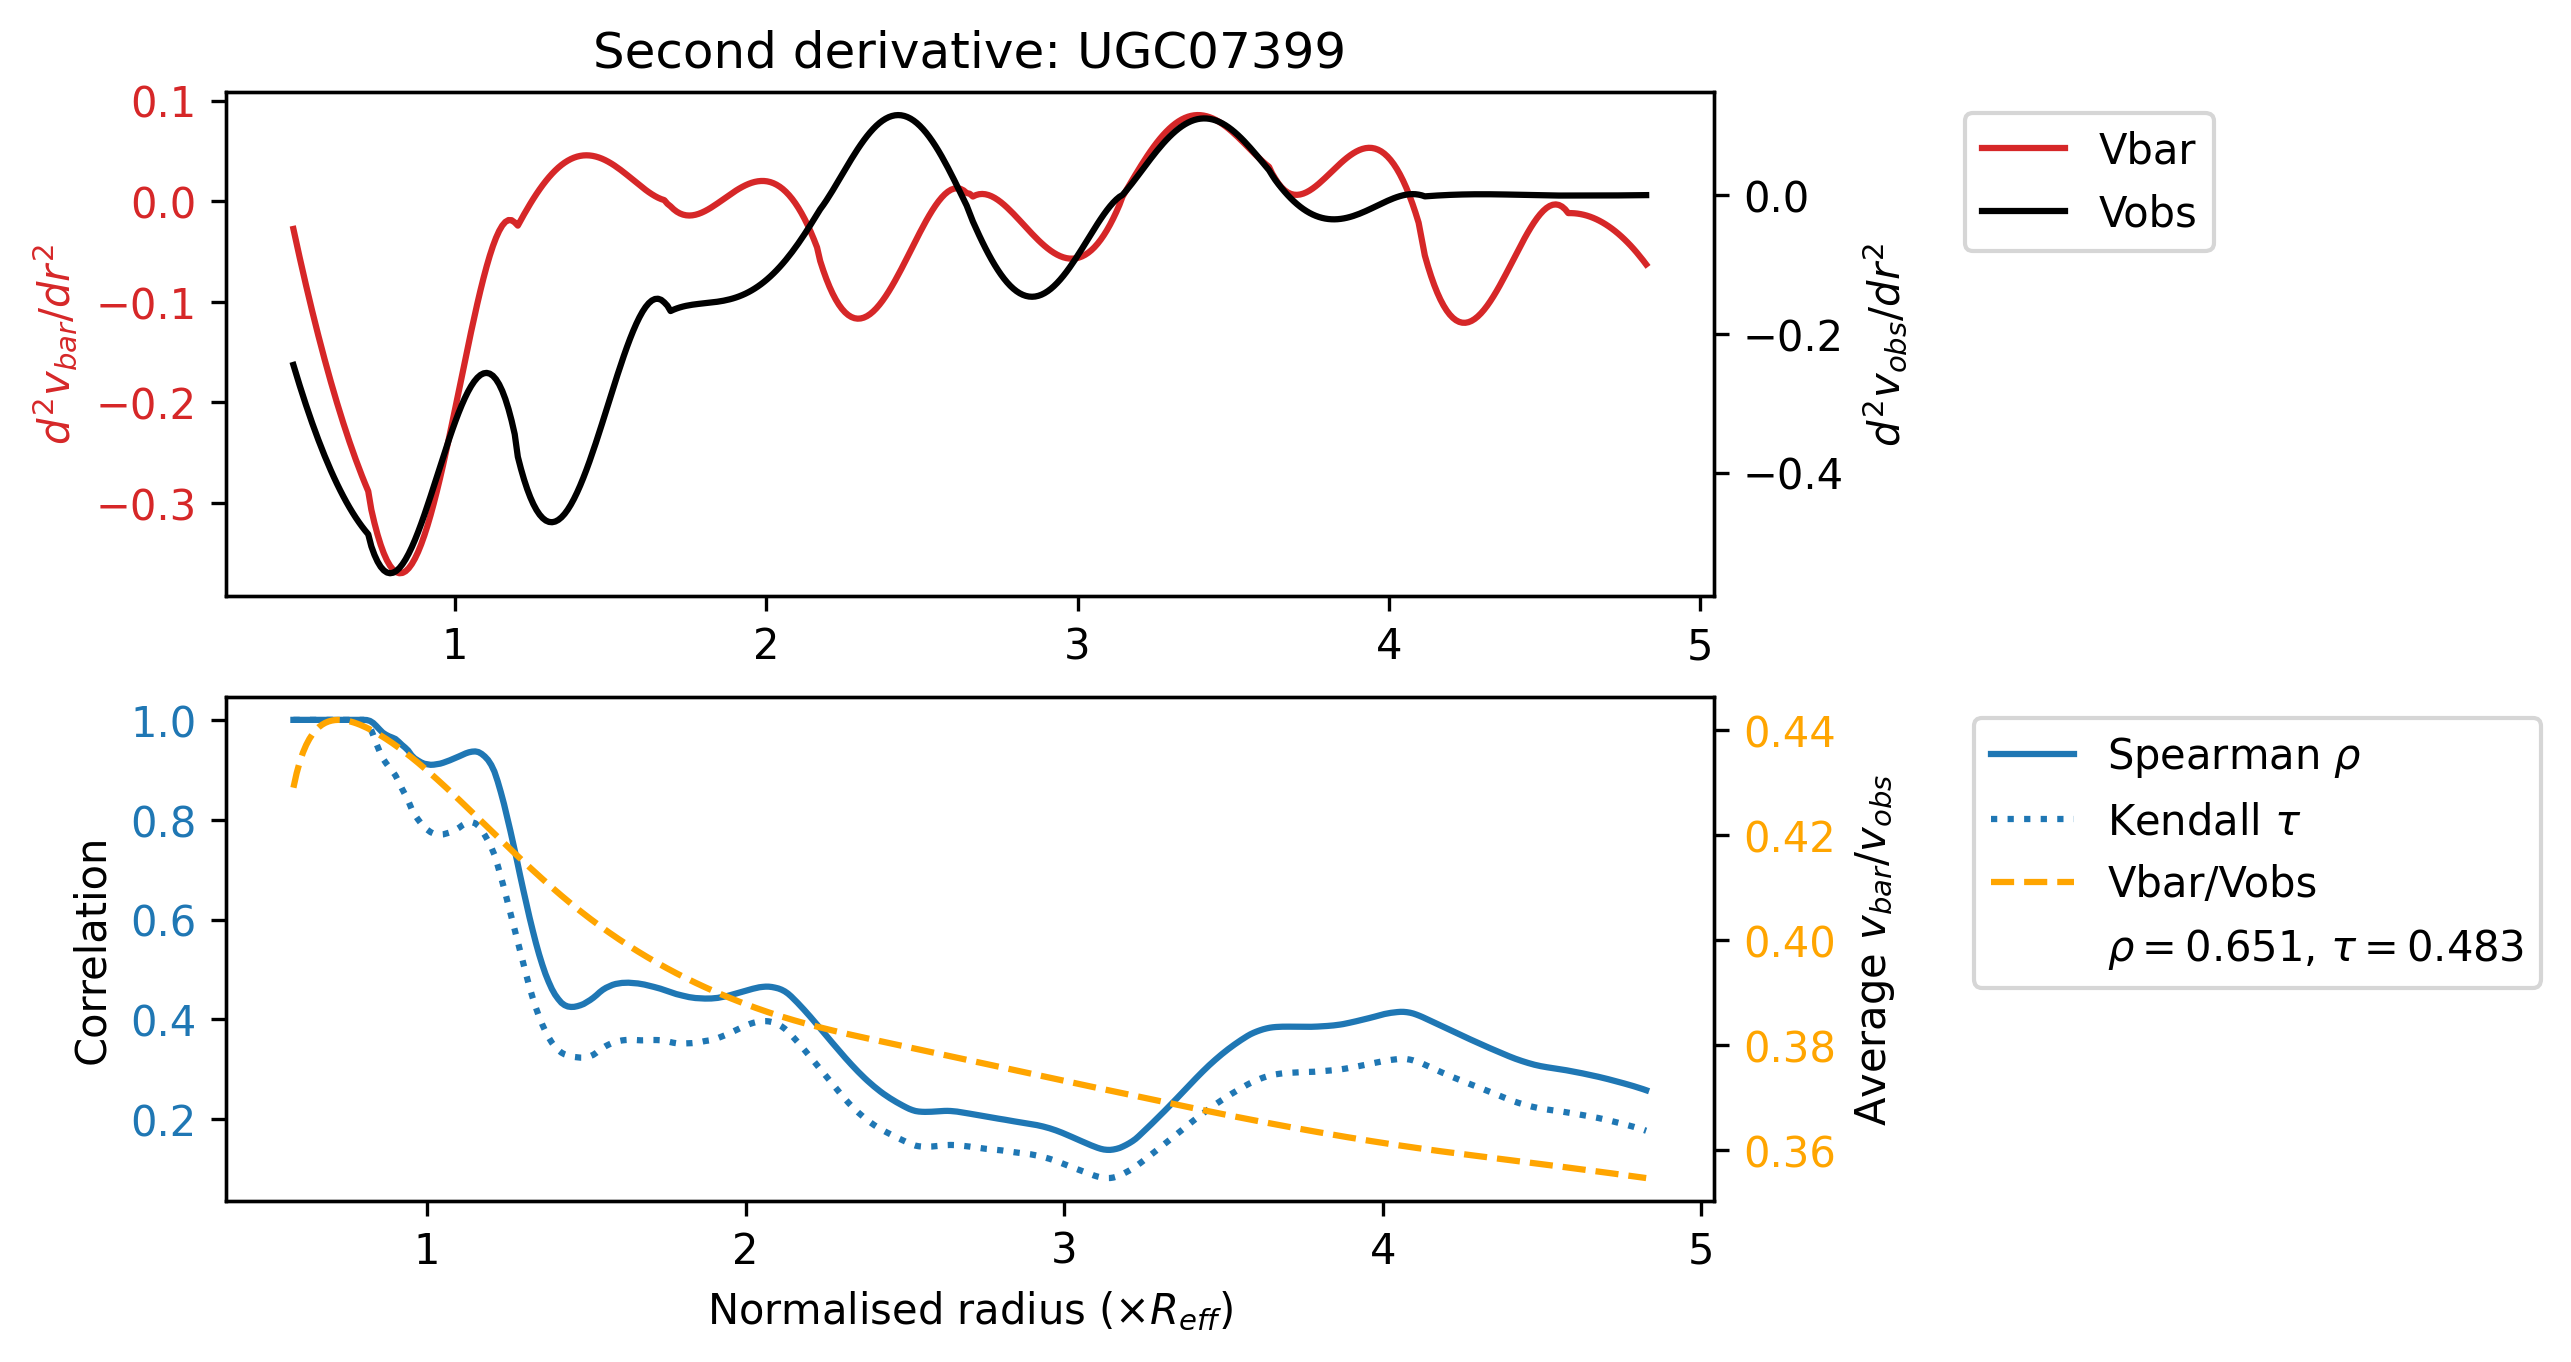 Second derivative: UGC07399
0.1
0.0
−0.1
−0.2
−0.3
d²v_bar/dr²
0.0
−0.2
−0.4
d²v_obs/dr²
1 2 3 4 5
Vbar
Vobs
1.0
0.8
0.6
0.4
0.2
Correlation
0.44
0.42
0.40
0.38
0.36
Average v_bar/v_obs
1 2 3 4 5
Normalised radius (×R_eff)
Spearman ρ
Kendall τ
Vbar/Vobs
ρ = 0.651, τ = 0.483